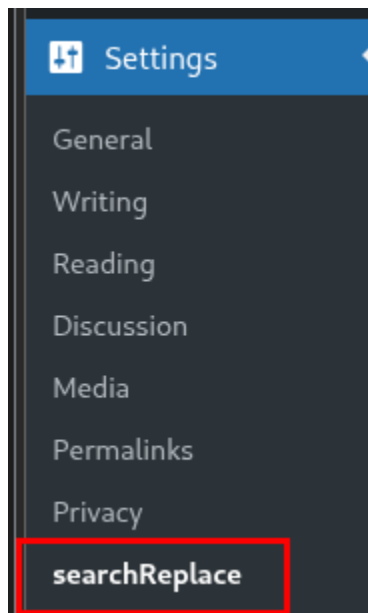 Settings
General
Writing
Reading
Discussion
Media
Permalinks
Privacy
searchReplace